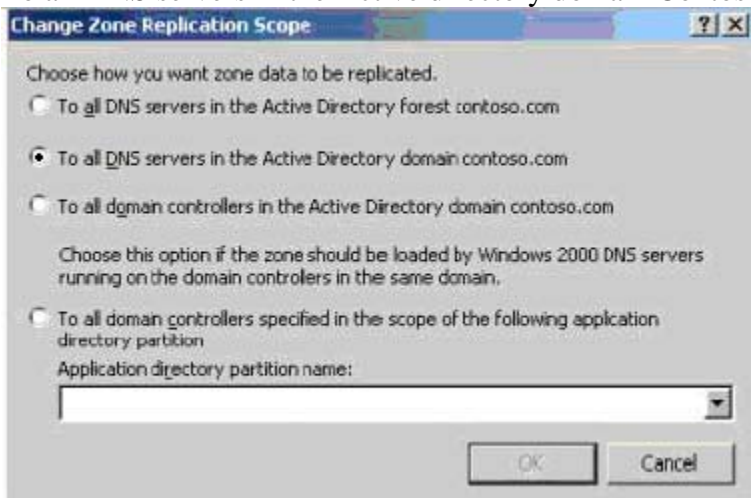 Change Zone Replication Scope
Choose how you want zone data to be replicated.
To all DNS servers in the Active Directory forest contoso.com
To all DNS servers in the Active Directory domain contoso.com
To all domain controllers in the Active Directory domain contoso.com
Choose this option if the zone should be loaded by Windows 2000 DNS servers
running on the domain controllers in the same domain.
To all domain controllers specified in the scope of the following application
directory partition
Application directory partition name:
OK
Cancel